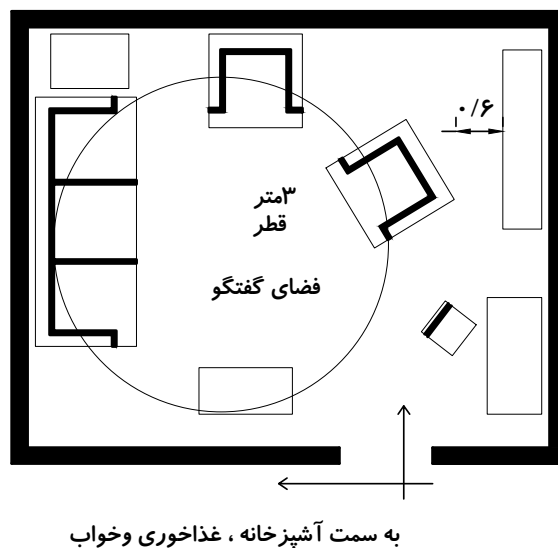 ۰/۶
۳متر
قطر
فضای گفتگو
به سمت آشپزخانه ، غذاخوری وخواب